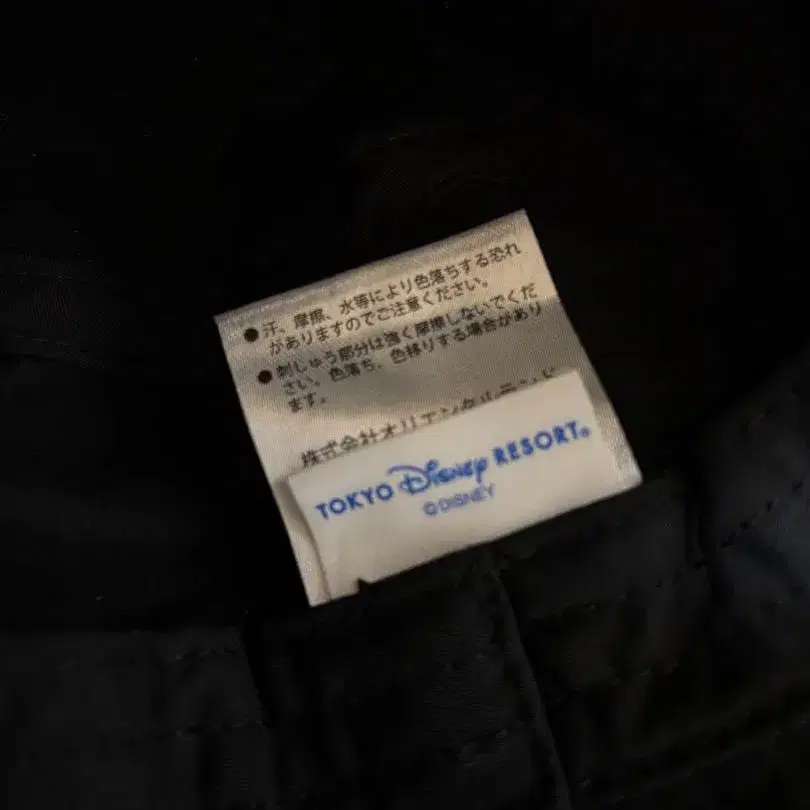 ●汗、摩擦、水等により色落ちする恐れ
がありますのでご注意ください。
●刺しゅう部分は強く摩擦しないでくだ
さい。色落ち、色移りする場合があり
ます。
株式会社オリエンタルランド
TOKYO Disney RESORT®
©DISNEY